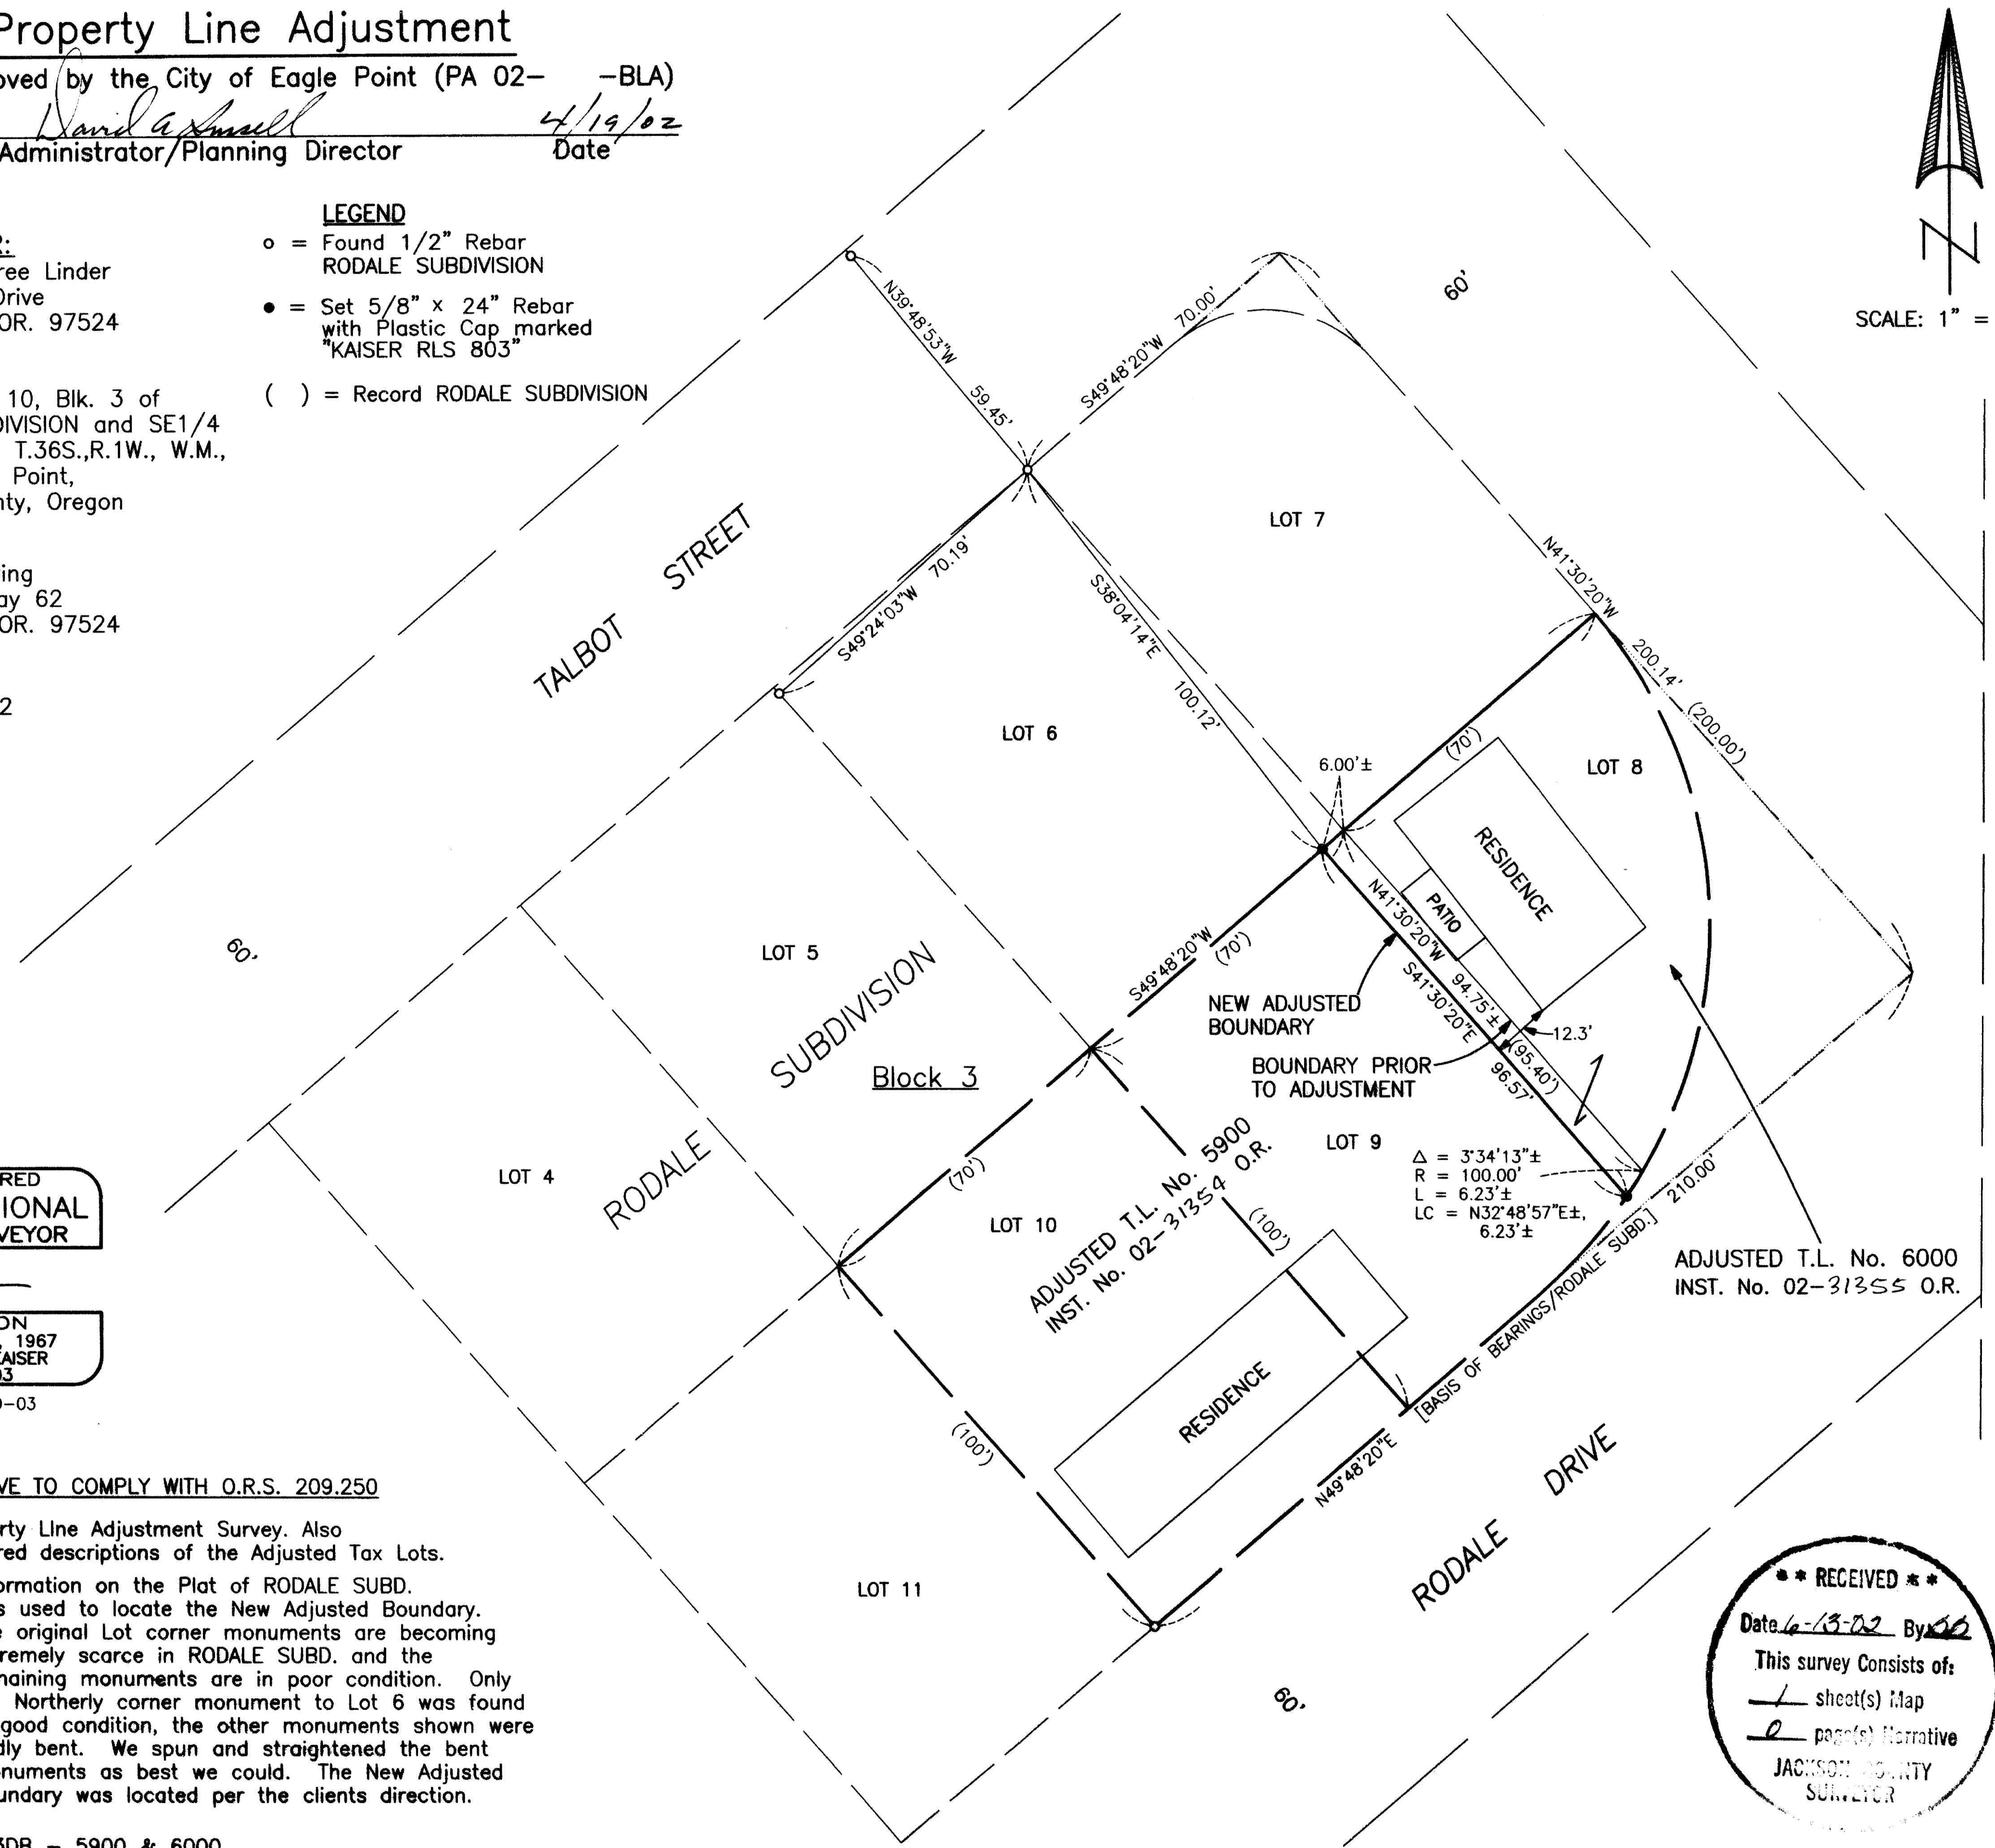 Property Line Adjustment
oved by the City of Eagle Point (PA 02-    -BLA)
4/19/02
Administrator/Planning Director Date
LEGEND
o = Found 1/2" Rebar
RODALE SUBDIVISION
● = Set 5/8" x 24" Rebar
with Plastic Cap marked
"KAISER RLS 803"
( ) = Record RODALE SUBDIVISION
R:
ree Linder
Drive
OR. 97524
10, Blk. 3 of
DIVISION and SE1/4
T.36S.,R.1W., W.M.,
Point,
nty, Oregon
ing
ay 62
OR. 97524
2
RED
IONAL
VEYOR
ON
1967
KAISER
03
0-03
VE TO COMPLY WITH O.R.S. 209.250
rty Line Adjustment Survey. Also
red descriptions of the Adjusted Tax Lots.
ormation on the Plat of RODALE SUBD.
s used to locate the New Adjusted Boundary.
e original Lot corner monuments are becoming
tremely scarce in RODALE SUBD. and the
maining monuments are in poor condition. Only
Northerly corner monument to Lot 6 was found
good condition, the other monuments shown were
dly bent. We spun and straightened the bent
onuments as best we could. The New Adjusted
undary was located per the clients direction.
3DB - 5900 & 6000
N
SCALE: 1" =
60'
N39°48'53"W
59.45'
S49°48'20"W 70.00'
TALBOT STREET
S49°24'03"W 70.19'
S38°04'14"E
100.12'
LOT 7
N41°30'20"W
200.14'
(200.00')
LOT 6
6.00'±
(70')
LOT 8
RESIDENCE
PATIO
60'
LOT 5
S49°48'20"W
(70')
N41°30'20"W 94.75'±
(95.40')
S41°30'20"E
96.57'
12.3'
NEW ADJUSTED
BOUNDARY
BOUNDARY PRIOR
TO ADJUSTMENT
RODALE SUBDIVISION
Block 3
LOT 4
(70')
LOT 10
LOT 9
ADJUSTED T.L. No. 5900
INST. No. 02-31354 O.R.
(100')
Δ = 3°34'13"±
R = 100.00'
L = 6.23'±
LC = N32°48'57"E±,
6.23'±
210.00'
[BASIS OF BEARINGS/RODALE SUBD.]
ADJUSTED T.L. No. 6000
INST. No. 02-31355 O.R.
RESIDENCE
(100')
N49°48'20"E
LOT 11
RODALE DRIVE
60'
* * RECEIVED * *
Date 6-13-02 By
This survey Consists of:
1 sheet(s) Map
0 page(s) Narrative
JACKSON COUNTY
SURVEYOR